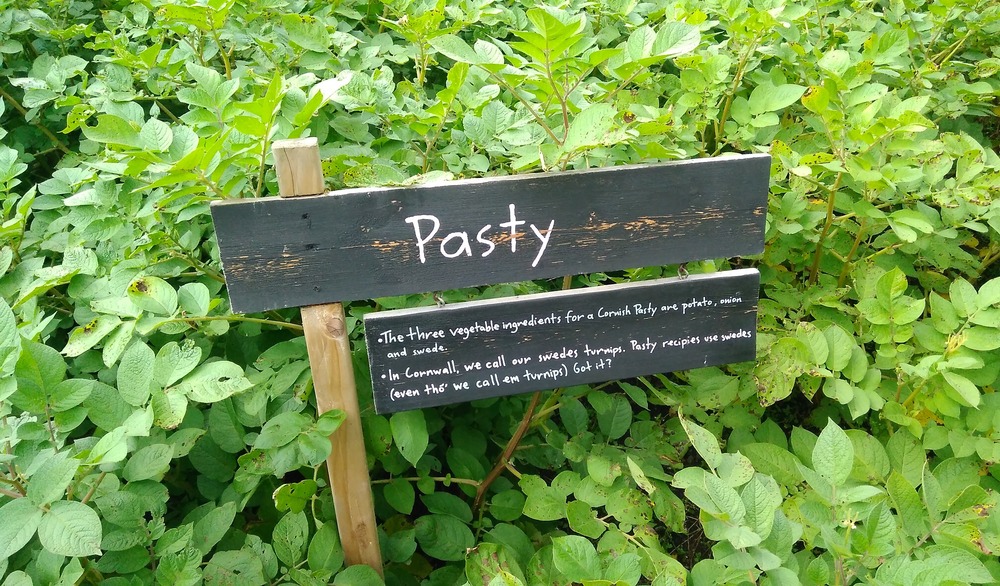 Pasty
•The three vegetable ingredients for a Cornish Pasty are potato, onion
and swede.
•In Cornwall, we call our swedes turnips. Pasty recipies use swedes
(even tho' we call em turnips) Got it?